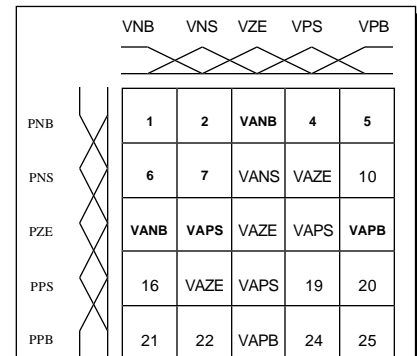 VNB VNS VZE VPS VPB
PNB 1 2 VANB 4 5
PNS 6 7 VANS VAZE 10
PZE VANB VAPS VAZE VAPS VAPB
PPS 16 VAZE VAPS 19 20
PPB 21 22 VAPB 24 25